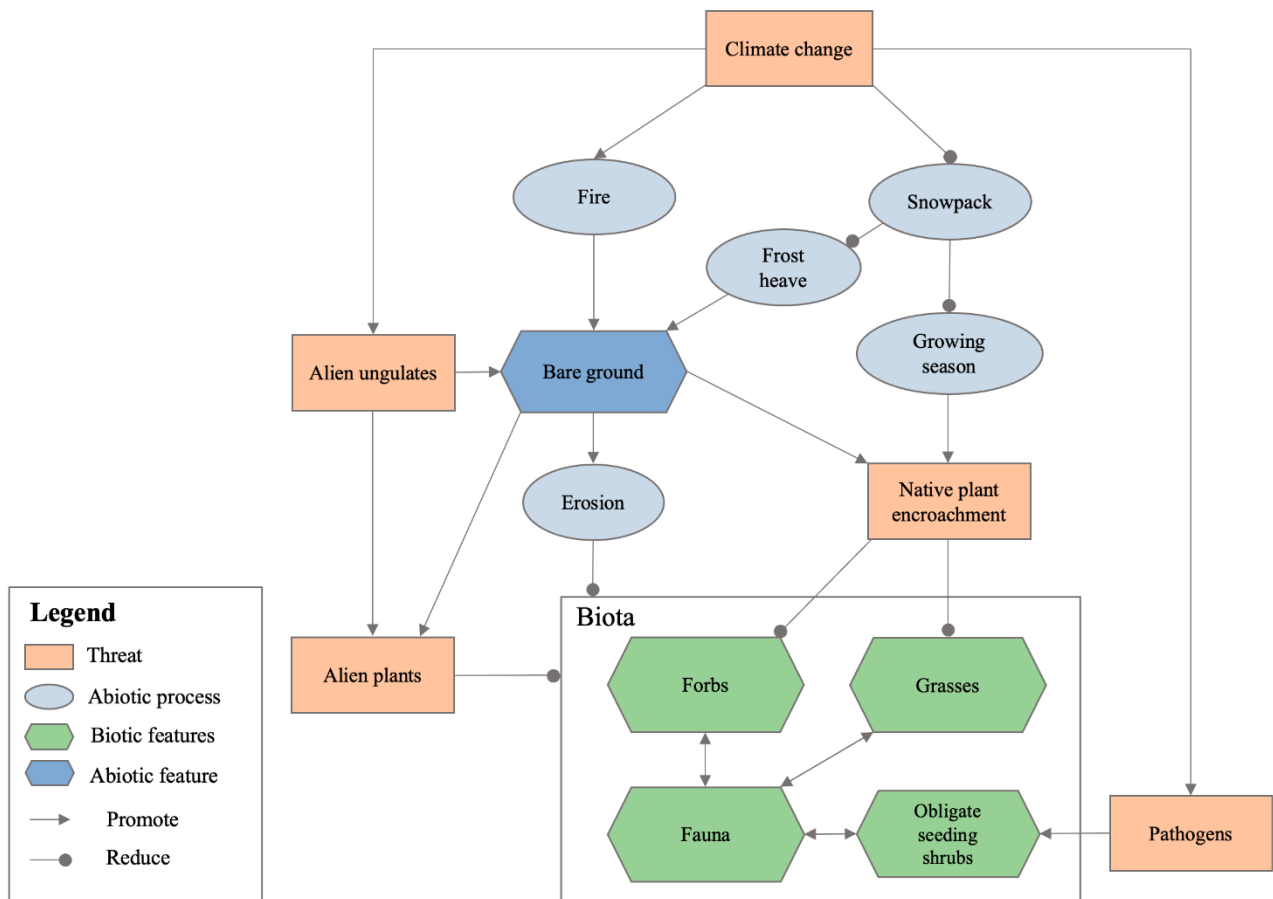 Climate change
Fire
Snowpack
Frost
heave
Growing
season
Alien ungulates
Bare ground
Erosion
Native plant
encroachment
Legend
Threat
Abiotic process
Biotic features
Abiotic feature
Promote
Reduce
Alien plants
Biota
Forbs
Grasses
Fauna
Obligate
seeding
shrubs
Pathogens